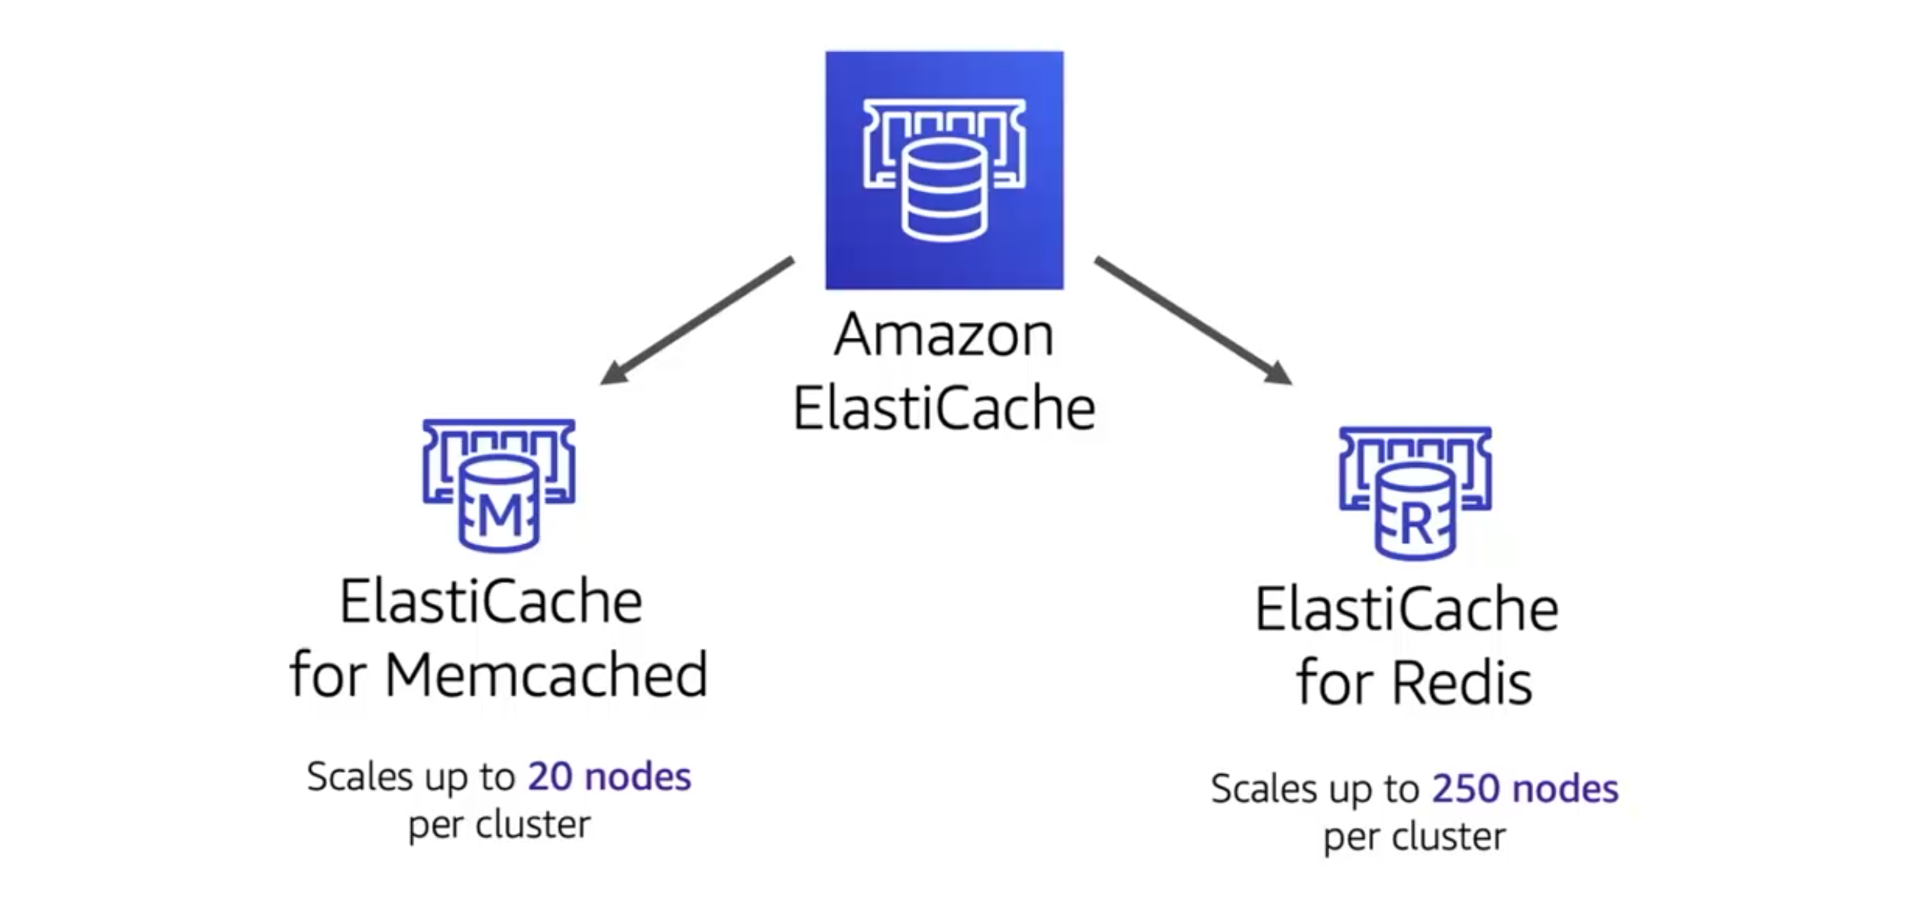 Amazon
ElastiCache
M
ElastiCache
for Memcached
Scales up to 20 nodes
per cluster
R
ElastiCache
for Redis
Scales up to 250 nodes
per cluster